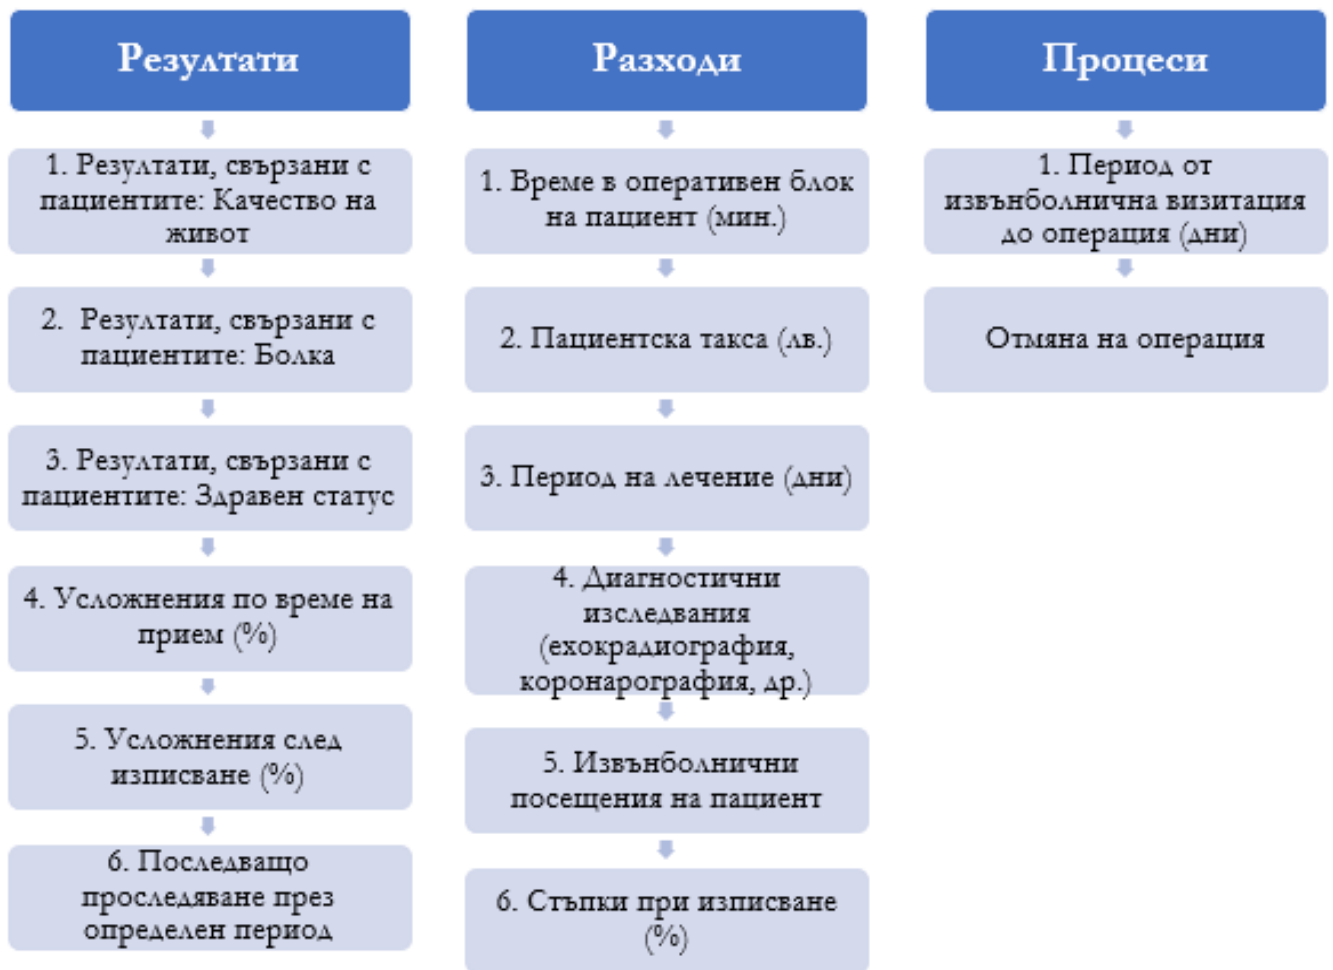 Резултати
1. Резултати, свързани с
пациентите: Качество на
живот
2. Резултати, свързани с
пациентите: Болка
3. Резултати, свързани с
пациентите: Здравен статус
4. Усложнения по време на
прием (%)
5. Усложнения след
изписване (%)
6. Последващо
проследяване през
определен период
Разходи
1. Време в оперативен блок
на пациент (мин.)
2. Пациентска такса (лв.)
3. Период на лечение (дни)
4. Диагностични
изследвания
(ехокрадиография,
коронарография, др.)
5. Извънболнични
посещения на пациент
6. Стъпки при изписване
(%)
Процеси
1. Период от
извънболнична визитация
до операция (дни)
Отмяна на операция